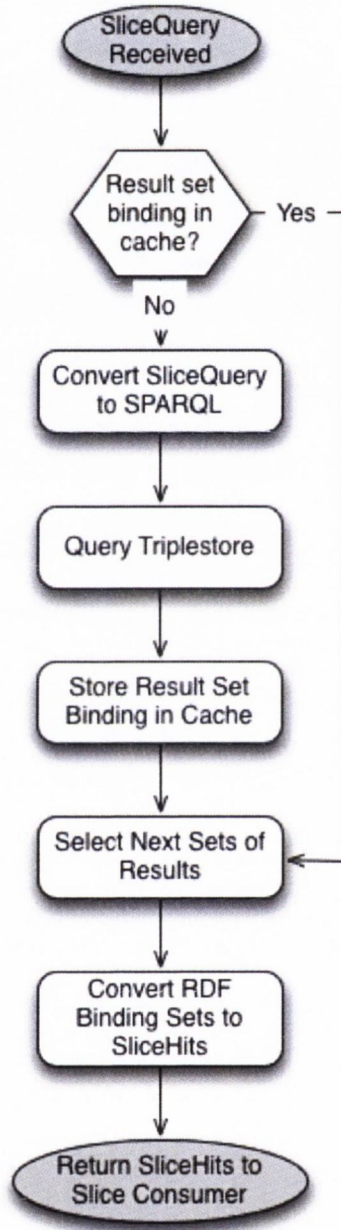 SliceQuery
Received
Result set
binding in
cache?
Yes
No
Convert SliceQuery
to SPARQL
Query Triplestore
Store Result Set
Binding in Cache
Select Next Sets of
Results
Convert RDF
Binding Sets to
SliceHits
Return SliceHits to
Slice Consumer